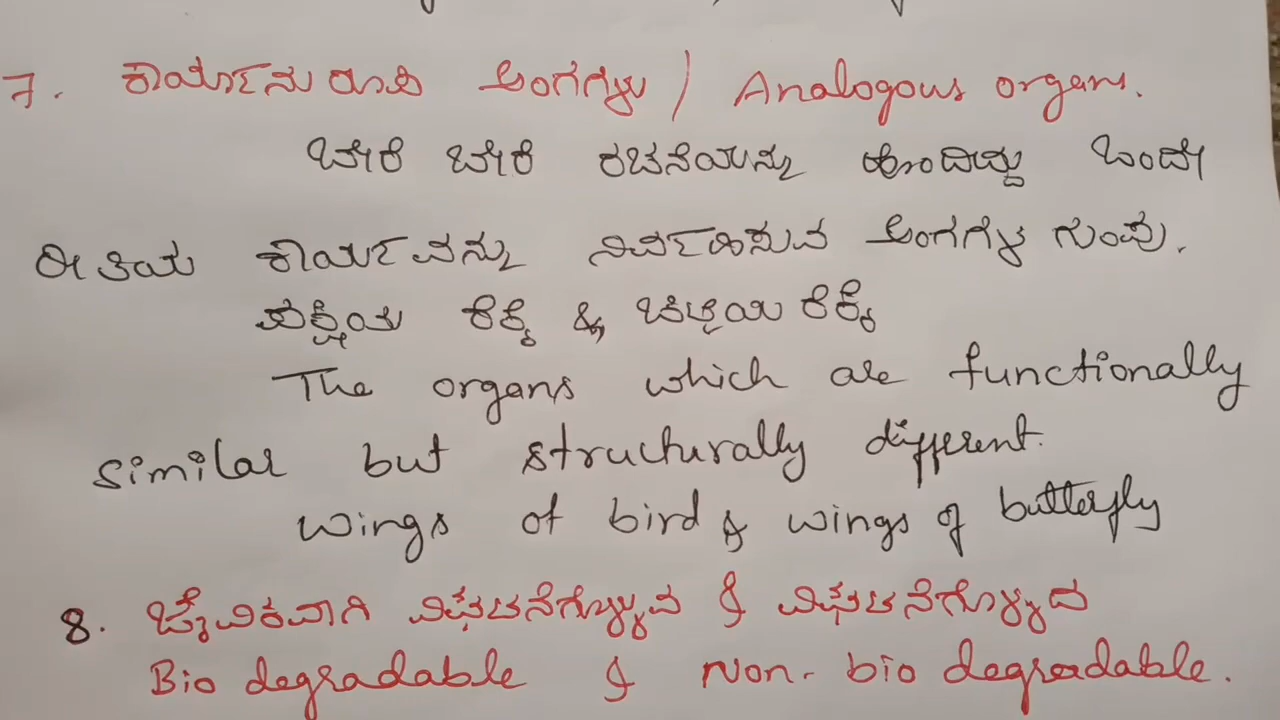 7. ಕಾರ್ಯಾನುರೂಪಿ ಅಂಗಗಳು / Analogous organs.
ಬೇರೆ ಬೇರೆ ರಚನೆಯನ್ನು ಹೊಂದಿದ್ದು ಒಂದೇ
ರೀತಿಯ ಕಾರ್ಯವನ್ನು ನಿರ್ವಹಿಸುವ ಅಂಗಗಳ ಗುಂಪು.
ಪಕ್ಷಿಯ ರೆಕ್ಕೆ & ಚಿಟ್ಟೆಯ ರೆಕ್ಕೆ
The organs which are functionally
similar but structurally different.
wings of bird & wings of butterfly
8. ಜೈವಿಕವಾಗಿ ವಿಘಟನೆಗೊಳ್ಳುವ & ವಿಘಟನೆಗೊಳ್ಳದ
Bio degradable & Non-bio degradable.